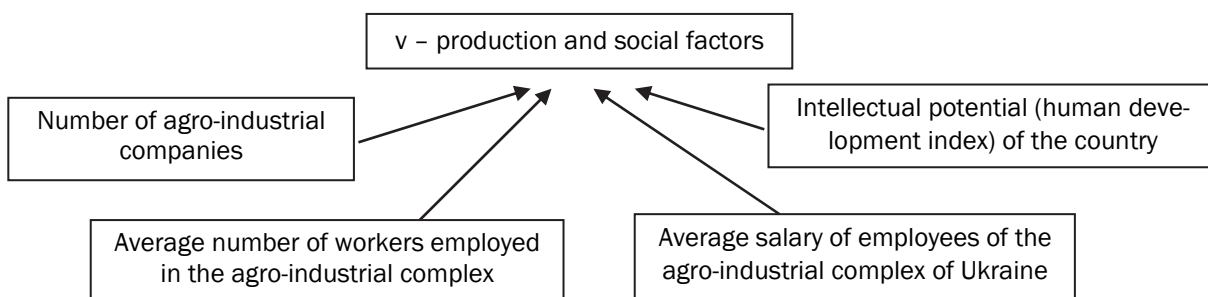 v – production and social factors
Number of agro-industrial
companies
Intellectual potential (human deve-
lopment index) of the country
Average number of workers employed
in the agro-industrial complex
Average salary of employees of the
agro-industrial complex of Ukraine